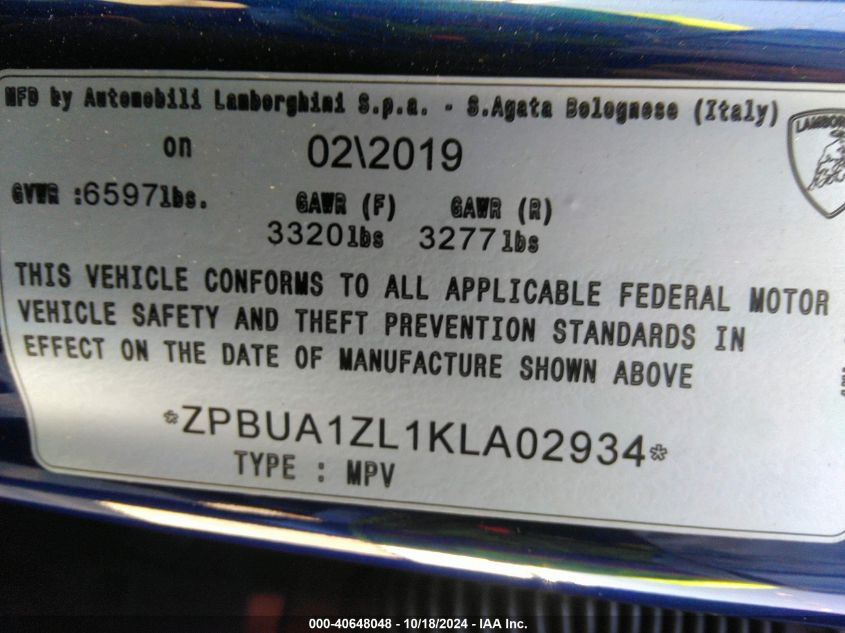 MFD by Automobili Lamborghini S.p.a. - S.Agata Bolognese (Italy)
on 02\2019
GVWR :6597lbs. GAWR (F) GAWR (R)
3320lbs 3277lbs
THIS VEHICLE CONFORMS TO ALL APPLICABLE FEDERAL MOTOR
VEHICLE SAFETY AND THEFT PREVENTION STANDARDS IN
EFFECT ON THE DATE OF MANUFACTURE SHOWN ABOVE
*ZPBUA1ZL1KLA02934*
TYPE : MPV
000-40648048 - 10/18/2024 - IAA Inc.